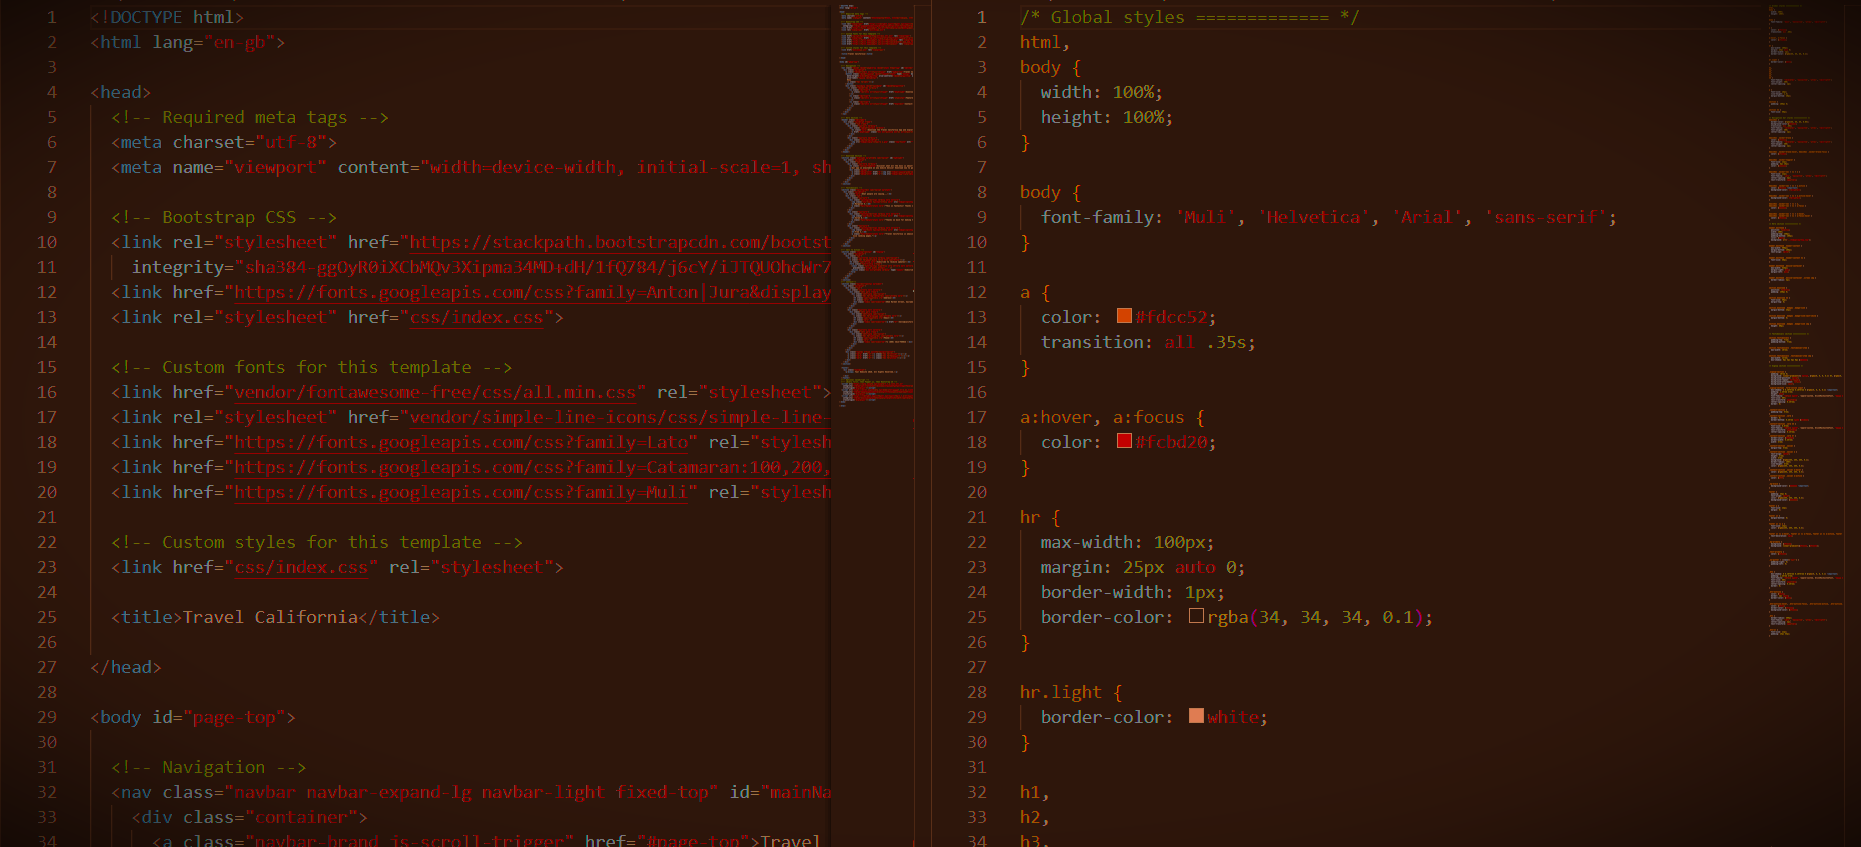 1 <!DOCTYPE html>
2 <html lang="en-gb">
3
4 <head>
5 <!-- Required meta tags -->
6 <meta charset="utf-8">
7 <meta name="viewport" content="width=device-width, initial-scale=1, sh
8
9 <!-- Bootstrap CSS -->
10 <link rel="stylesheet" href="https://stackpath.bootstrapcdn.com/bootst
11 integrity="sha384-ggOyR0iXCbMQv3Xipma34MD+dH/1fQ784/j6cY/iJTQUOhcWr7
12 <link href="https://fonts.googleapis.com/css?family=Anton|Jura&display
13 <link rel="stylesheet" href="css/index.css">
14
15 <!-- Custom fonts for this template -->
16 <link href="vendor/fontawesome-free/css/all.min.css" rel="stylesheet">
17 <link rel="stylesheet" href="vendor/simple-line-icons/css/simple-line-
18 <link href="https://fonts.googleapis.com/css?family=Lato" rel="stylesh
19 <link href="https://fonts.googleapis.com/css?family=Catamaran:100,200,
20 <link href="https://fonts.googleapis.com/css?family=Muli" rel="stylesh
21
22 <!-- Custom styles for this template -->
23 <link href="css/index.css" rel="stylesheet">
24
25 <title>Travel California</title>
26
27 </head>
28
29 <body id="page-top">
30
31 <!-- Navigation -->
32 <nav class="navbar navbar-expand-lg navbar-light fixed-top" id="mainNa
33 <div class="container">
34 <a class="navbar-brand js-scroll-trigger" href="#page-top">Travel
1 /* Global styles ============= */
2 html,
3 body {
4 width: 100%;
5 height: 100%;
6 }
7
8 body {
9 font-family: 'Muli', 'Helvetica', 'Arial', 'sans-serif';
10 }
11
12 a {
13 color: #fdcc52;
14 transition: all .35s;
15 }
16
17 a:hover, a:focus {
18 color: #fcbd20;
19 }
20
21 hr {
22 max-width: 100px;
23 margin: 25px auto 0;
24 border-width: 1px;
25 border-color: rgba(34, 34, 34, 0.1);
26 }
27
28 hr.light {
29 border-color: white;
30 }
31
32 h1,
33 h2,
34 h3,